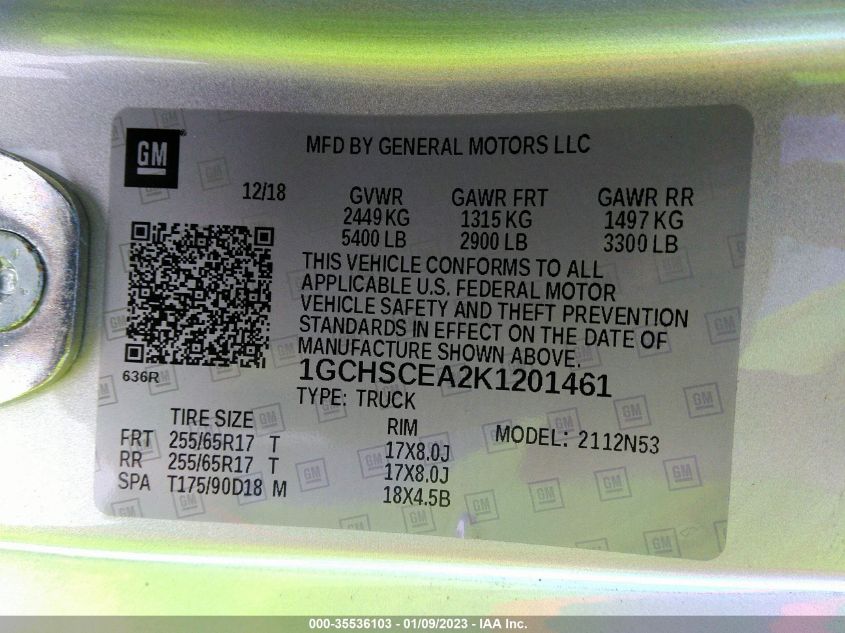 GM
MFD BY GENERAL MOTORS LLC
12/18 GVWR GAWR FRT GAWR RR
2449 KG 1315 KG 1497 KG
5400 LB 2900 LB 3300 LB
THIS VEHICLE CONFORMS TO ALL
APPLICABLE U.S. FEDERAL MOTOR
VEHICLE SAFETY AND THEFT PREVENTION
STANDARDS IN EFFECT ON THE DATE OF
MANUFACTURE SHOWN ABOVE.
636R
1GCHSCEA2K1201461
TYPE: TRUCK
TIRE SIZE RIM MODEL: 2112N53
FRT 255/65R17 T 17X8.0J
RR 255/65R17 T 17X8.0J
SPA T175/90D18 M 18X4.5B
000-35536103 - 01/09/2023 - IAA Inc.